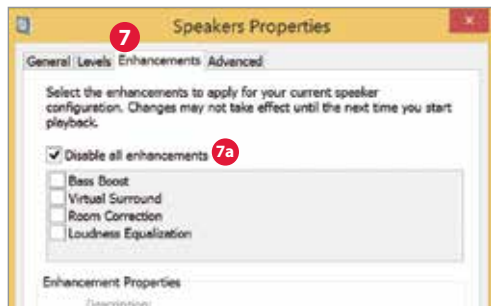 Speakers Properties
7
General Levels Enhancements Advanced
Select the enhancements to apply for your current speaker
configuration. Changes may not take effect until the next time you start
playback.
Disable all enhancements 7a
Bass Boost
Virtual Surround
Room Correction
Loudness Equalization
Enhancement Properties
Description: